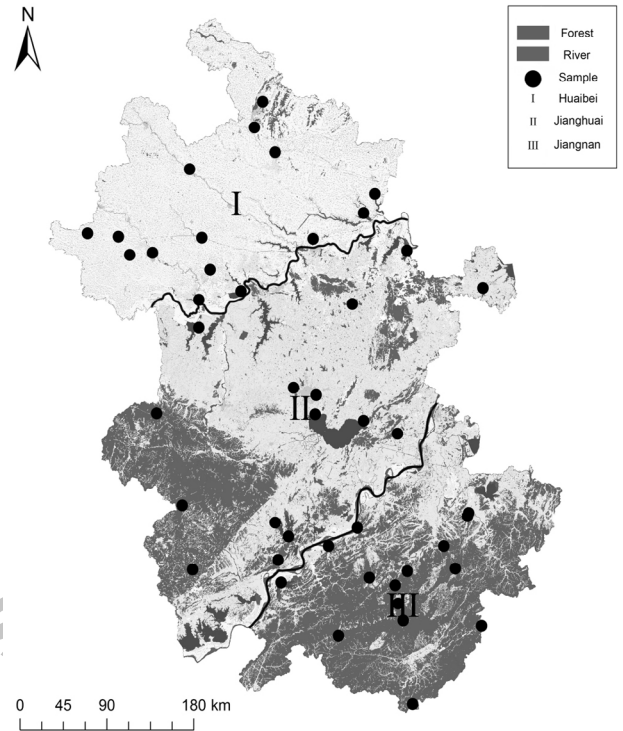 N
Forest
River
Sample
I Huaibei
II Jianghuai
III Jiangnan
I
II
III
0 45 90 180 km